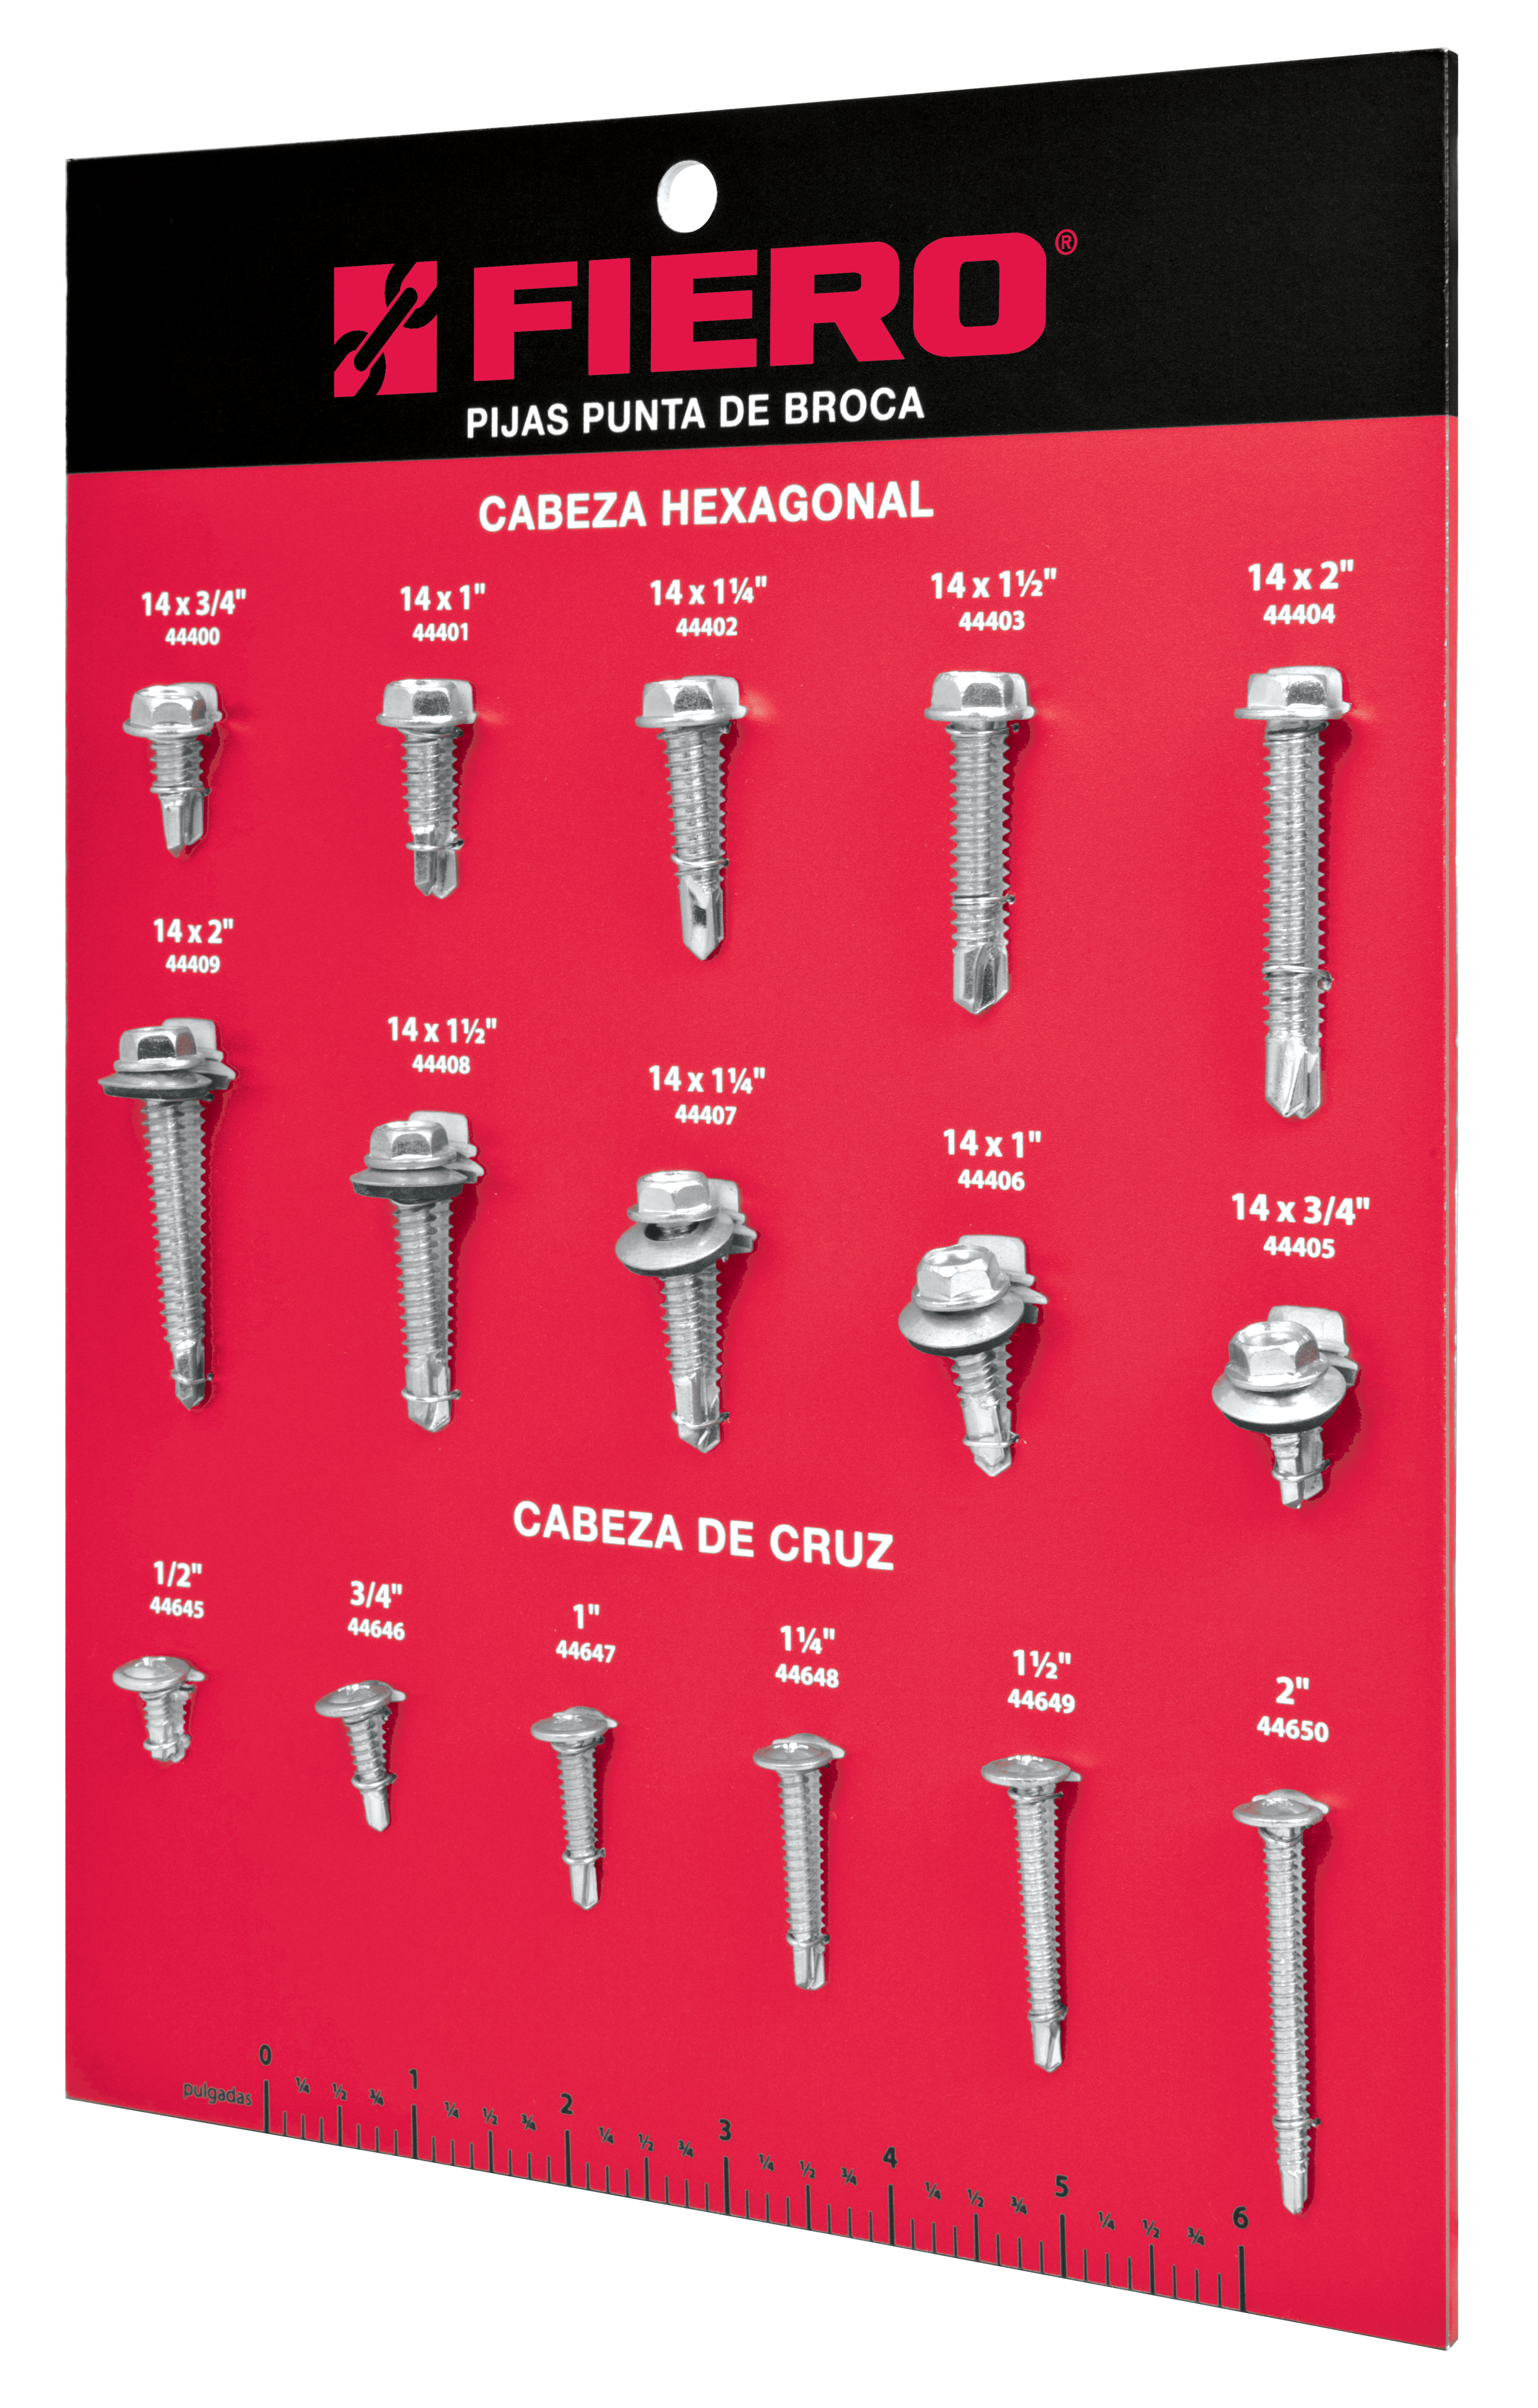 FIERO®
PIJAS PUNTA DE BROCA
CABEZA HEXAGONAL
14 x 3/4"
44400
14 x 1"
44401
14 x 1¼"
44402
14 x 1½"
44403
14 x 2"
44404
14 x 2"
44409
14 x 1½"
44408
14 x 1¼"
44407
14 x 1"
44406
14 x 3/4"
44405
CABEZA DE CRUZ
1/2"
44645
3/4"
44646
1"
44647
1¼"
44648
1½"
44649
2"
44650
pulgadas 0 ¼ ½ ¾ 1 ¼ ½ ¾ 2 ¼ ½ ¾ 3 ¼ ½ ¾ 4 ¼ ½ ¾ 5 ¼ ½ ¾ 6